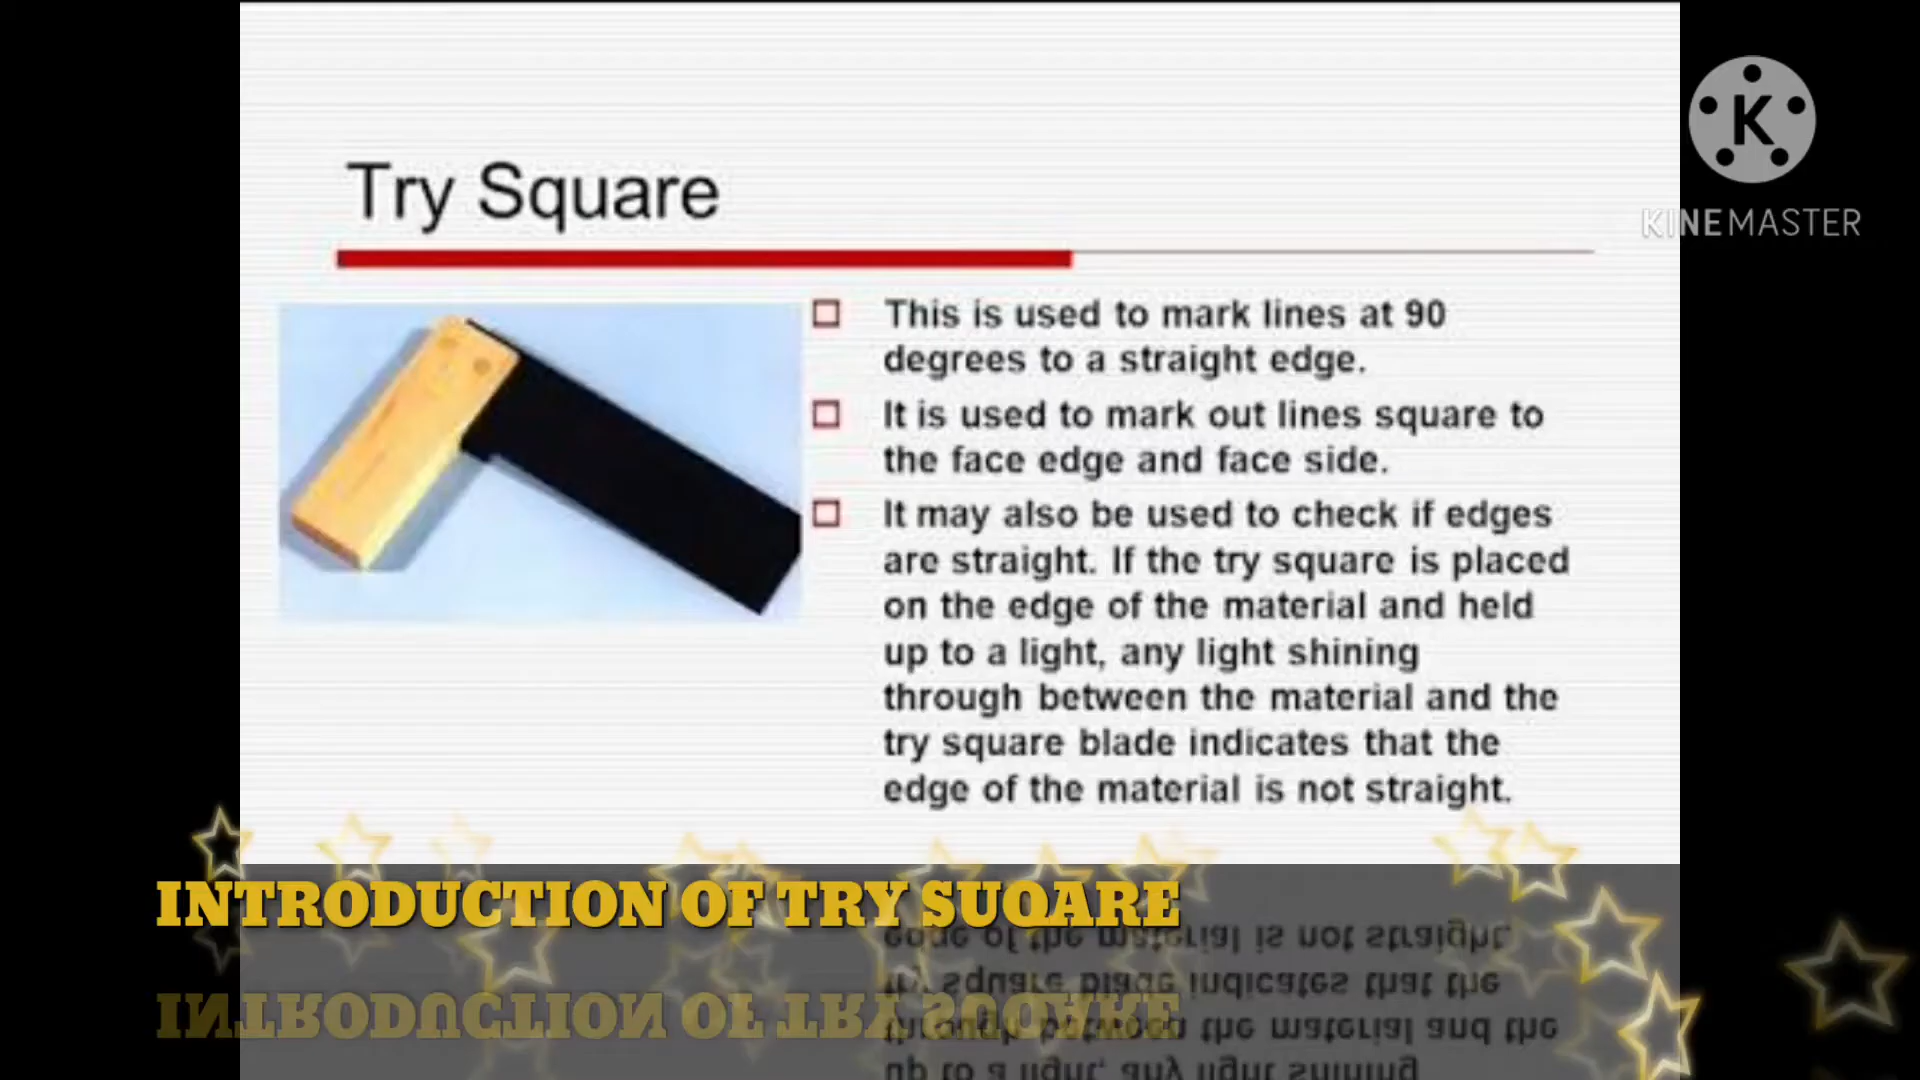 K
KINEMASTER
Try Square
This is used to mark lines at 90
degrees to a straight edge.
It is used to mark out lines square to
the face edge and face side.
It may also be used to check if edges
are straight. If the try square is placed
on the edge of the material and held
up to a light, any light shining
through between the material and the
try square blade indicates that the
edge of the material is not straight.
INTRODUCTION OF TRY SUQARE